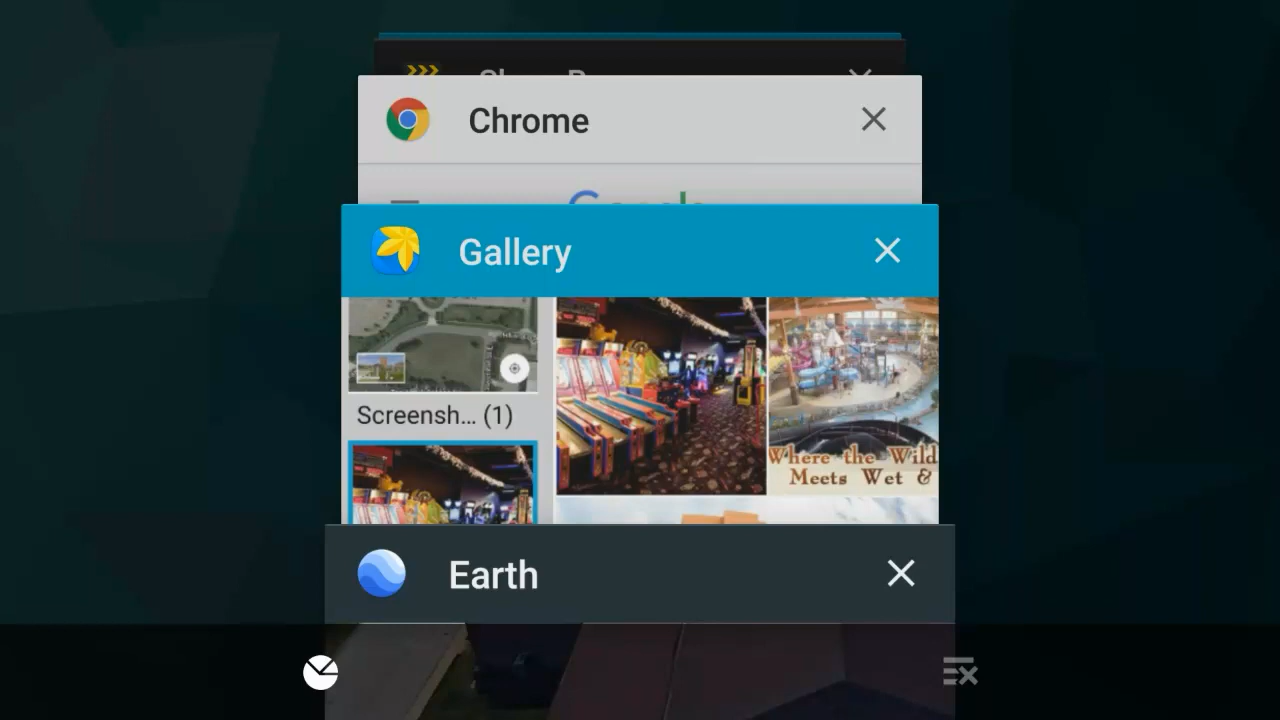 Chrome
Gallery
Screensh... (1)
Where the Wild
Meets Wet &
Earth